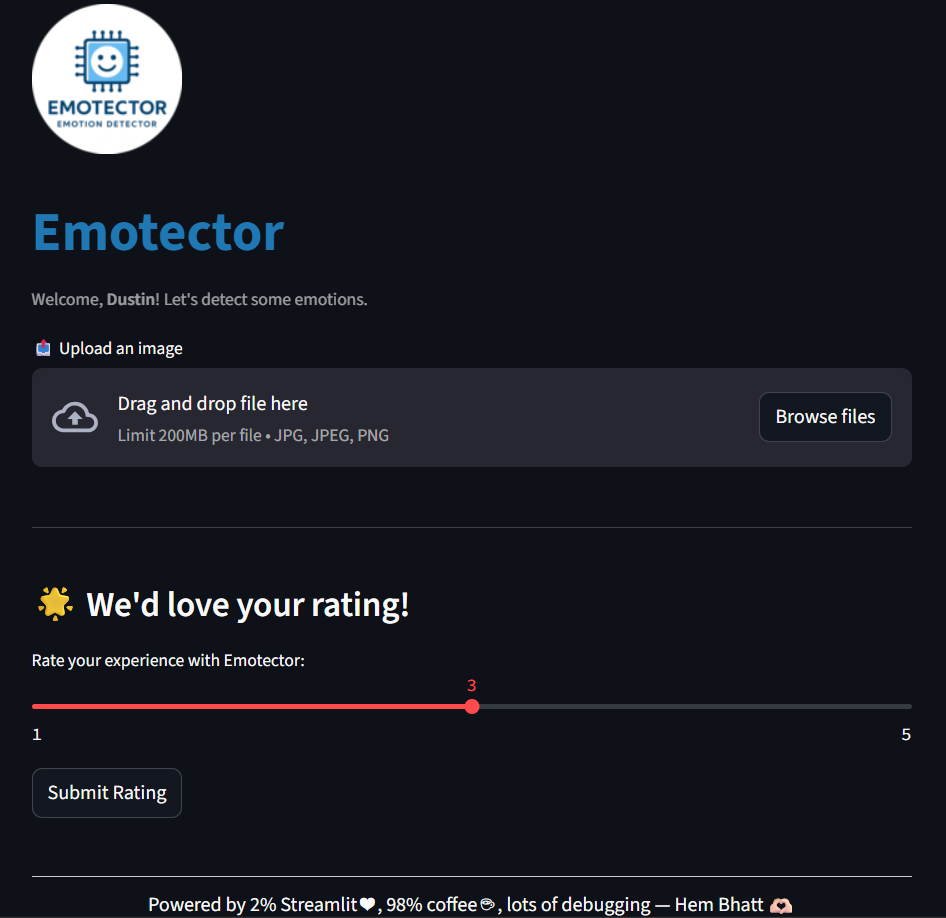 EMOTECTOR
EMOTION DETECTOR
Emotector
Welcome, Dustin! Let's detect some emotions.
📤 Upload an image
Drag and drop file here
Limit 200MB per file • JPG, JPEG, PNG
Browse files
🌟 We'd love your rating!
Rate your experience with Emotector:
3
1
5
Submit Rating
Powered by 2% Streamlit❤, 98% coffee☕, lots of debugging — Hem Bhatt 🫶🏻